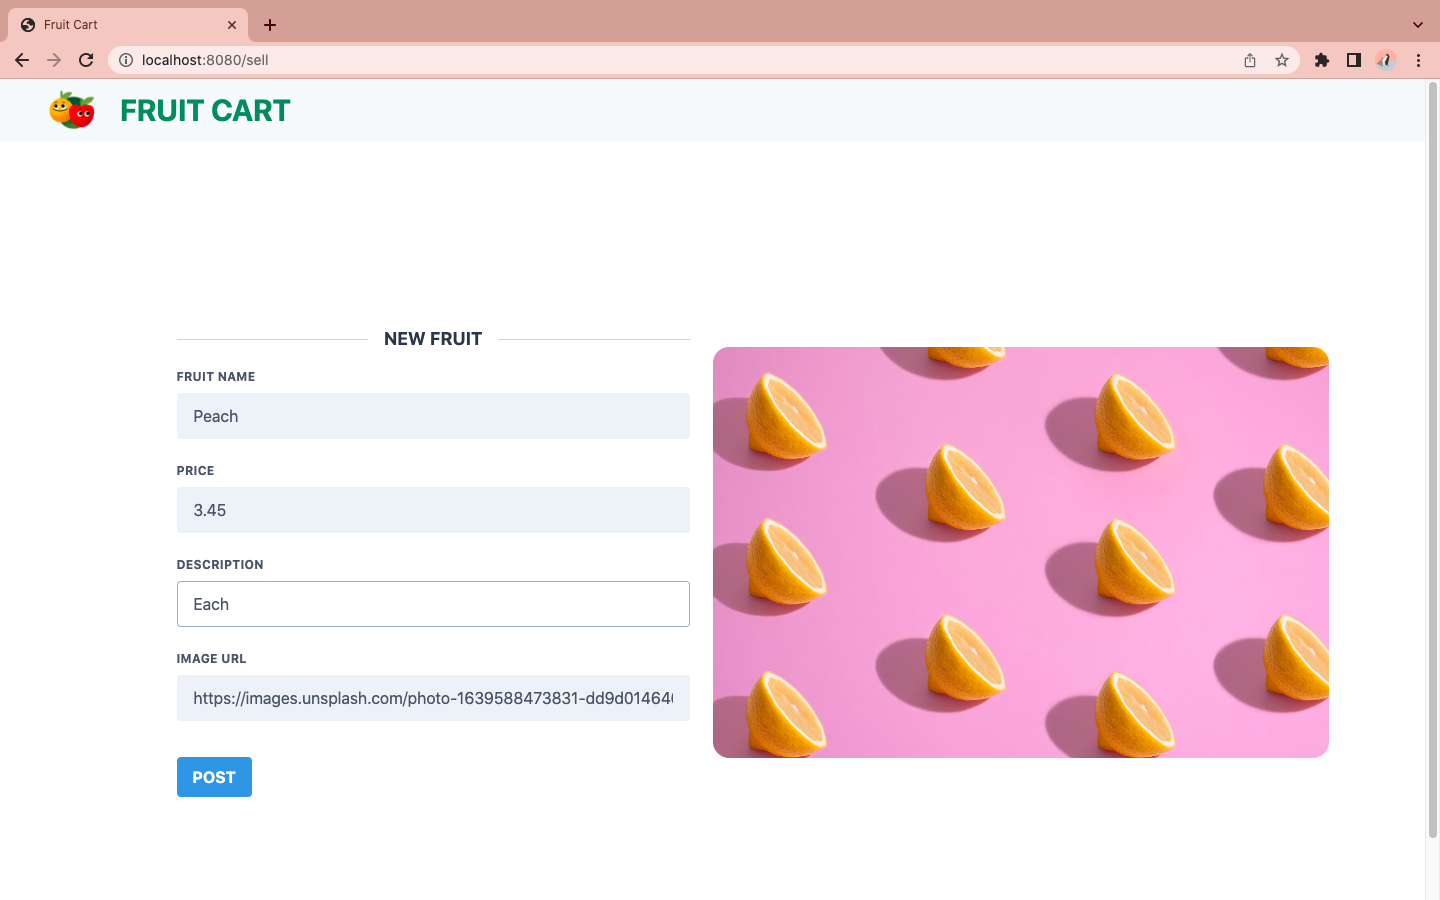 Fruit Cart
localhost:8080/sell
FRUIT CART
NEW FRUIT
FRUIT NAME
Peach
PRICE
3.45
DESCRIPTION
Each
IMAGE URL
https://images.unsplash.com/photo-1639588473831-dd9d01464
POST